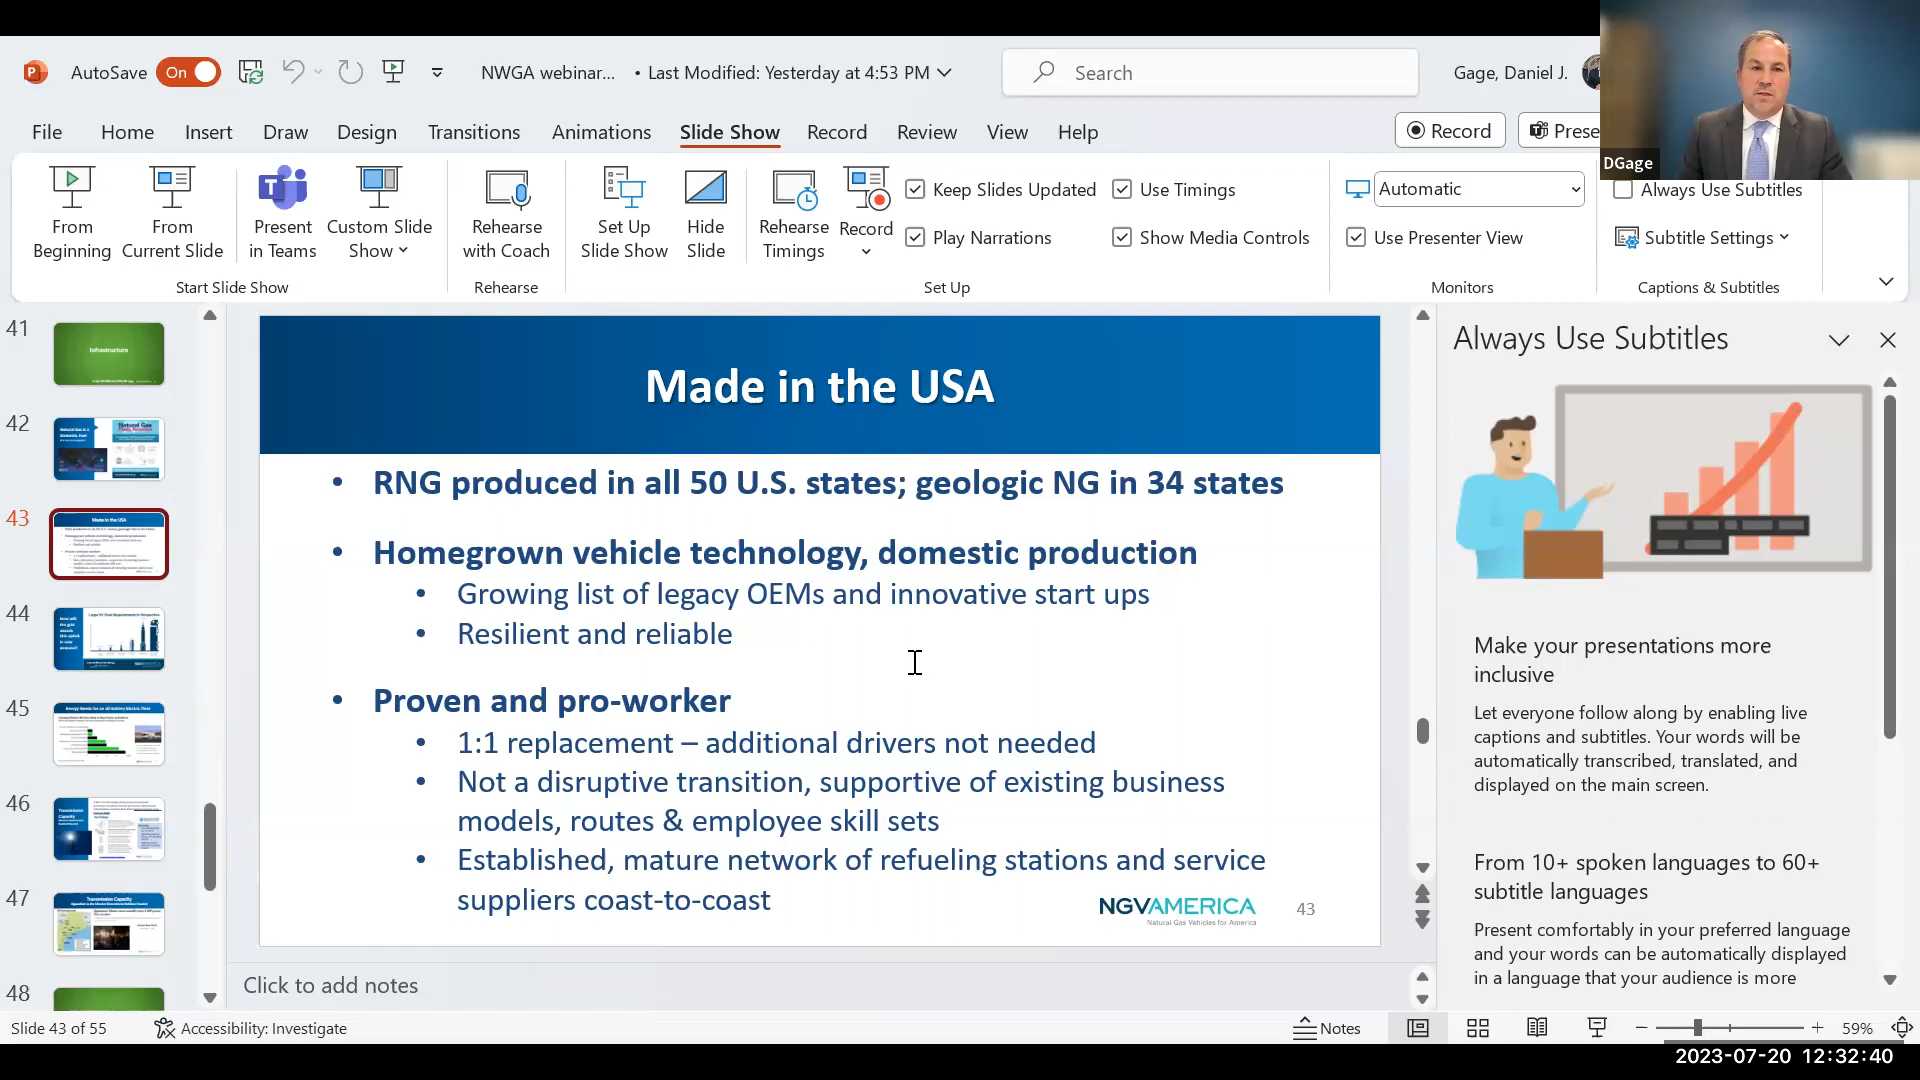 AutoSave
On
NWGA webinar...
• Last Modified: Yesterday at 4:53 PM
Search
Gage, Daniel J.
File
Home
Insert
Draw
Design
Transitions
Animations
Slide Show
Record
Review
View
Help
Record
Prese
DGage
From
Beginning
From
Current Slide
Present
in Teams
Custom Slide
Show
Start Slide Show
Rehearse
with Coach
Rehearse
Set Up
Slide Show
Hide
Slide
Rehearse
Timings
Record
Keep Slides Updated
Play Narrations
Use Timings
Show Media Controls
Set Up
Automatic
Use Presenter View
Monitors
Always Use Subtitles
Subtitle Settings
Captions & Subtitles
41
Infrastructure
42
43
Made in the USA
44
45
46
47
Transmission Capacity
48
Made in the USA
• RNG produced in all 50 U.S. states; geologic NG in 34 states
• Homegrown vehicle technology, domestic production
• Growing list of legacy OEMs and innovative start ups
• Resilient and reliable
• Proven and pro-worker
• 1:1 replacement – additional drivers not needed
• Not a disruptive transition, supportive of existing business
models, routes & employee skill sets
• Established, mature network of refueling stations and service
suppliers coast-to-coast
NGVAMERICA
Natural Gas Vehicles for America
43
Click to add notes
Always Use Subtitles
Make your presentations more
inclusive
Let everyone follow along by enabling live
captions and subtitles. Your words will be
automatically transcribed, translated, and
displayed on the main screen.
From 10+ spoken languages to 60+
subtitle languages
Present comfortably in your preferred language
and your words can be automatically displayed
in a language that your audience is more
Slide 43 of 55
Accessibility: Investigate
Notes
59%
2023-07-20 12:32:40